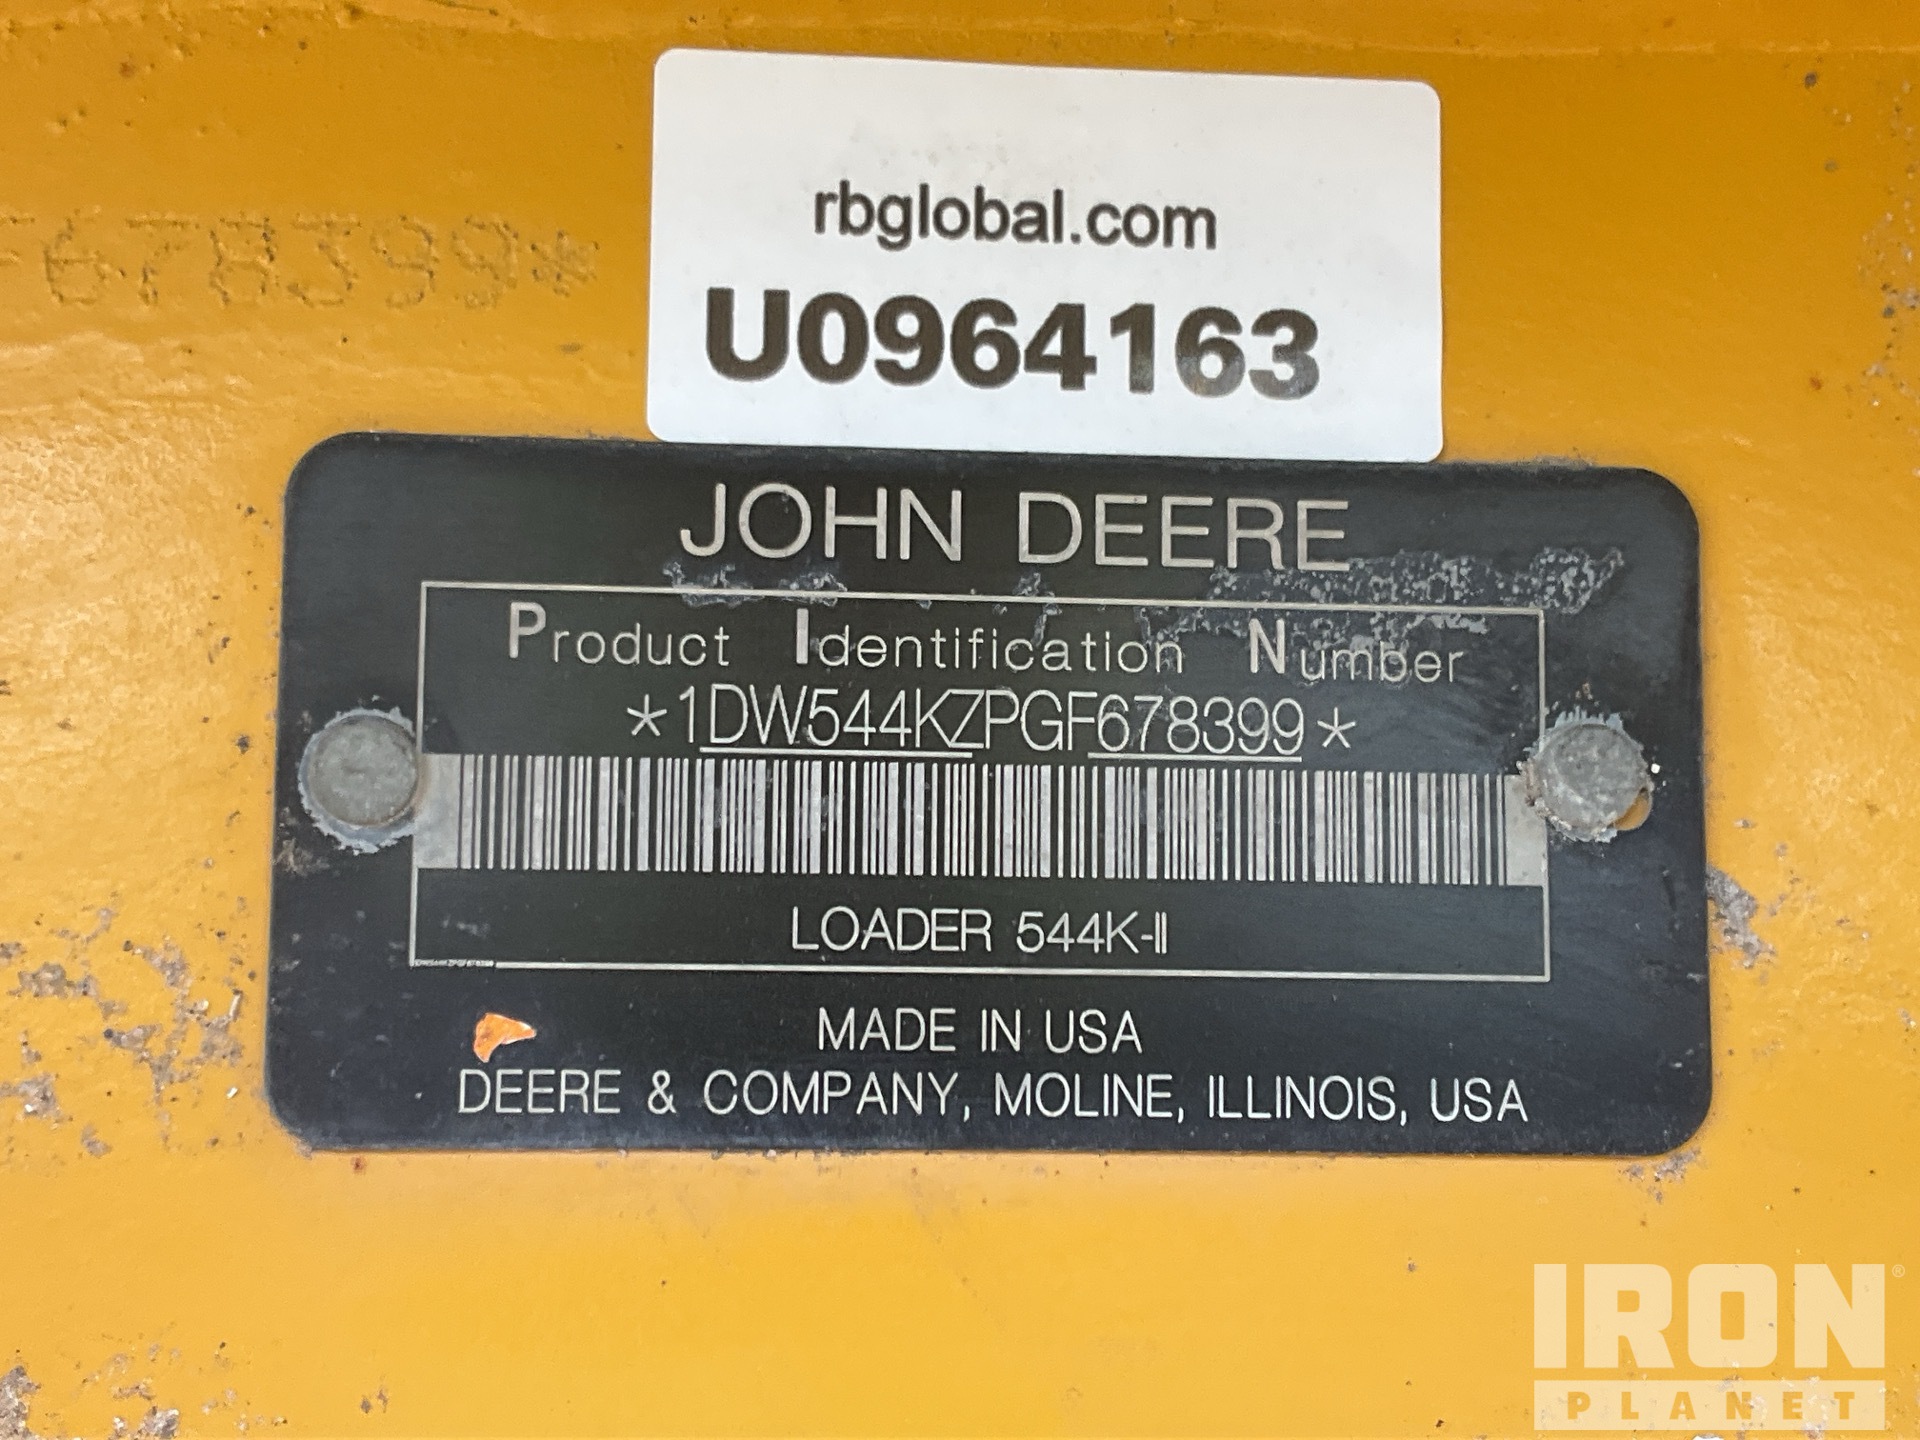 rbglobal.com
U0964163
678399*
JOHN DEERE
Product Identification Number
*1DW544KZPGF678399*
LOADER 544K-II
1DW544KZPGF678399
MADE IN USA
DEERE & COMPANY, MOLINE, ILLINOIS, USA
IRON®
PLANET